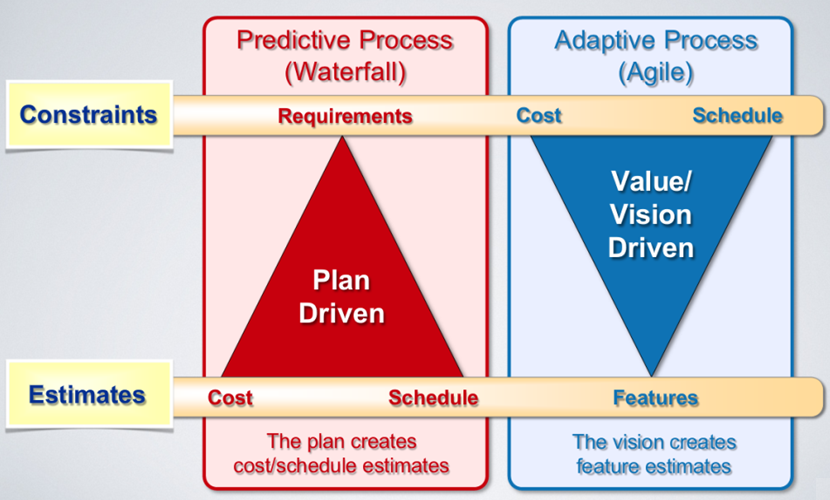 Predictive Process
(Waterfall)
Adaptive Process
(Agile)
Constraints
Requirements
Cost
Schedule
Plan
Driven
Value/
Vision
Driven
Estimates
Cost
Schedule
Features
The plan creates
cost/schedule estimates
The vision creates
feature estimates